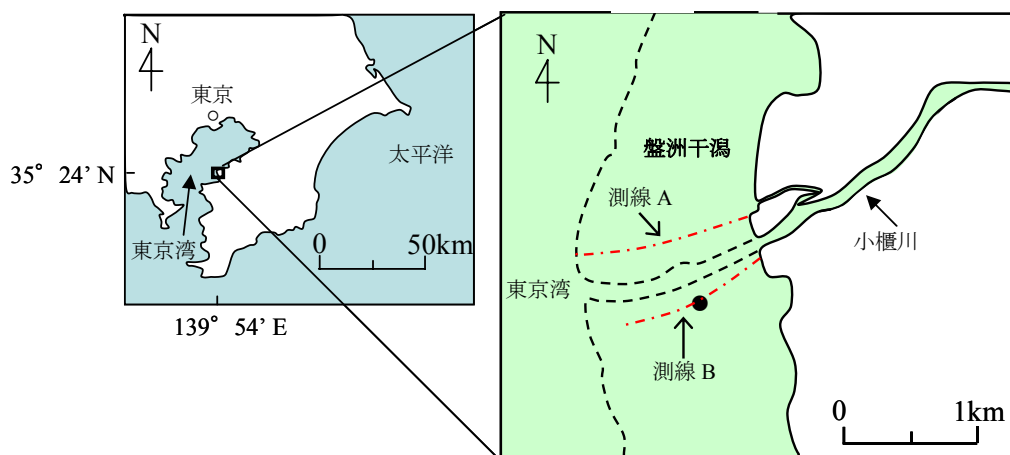 N
東京
太平洋
35° 24' N
東京湾
0 50km
139° 54' E
N
盤洲干潟
測線 A
小櫃川
東京湾
測線 B
0 1km